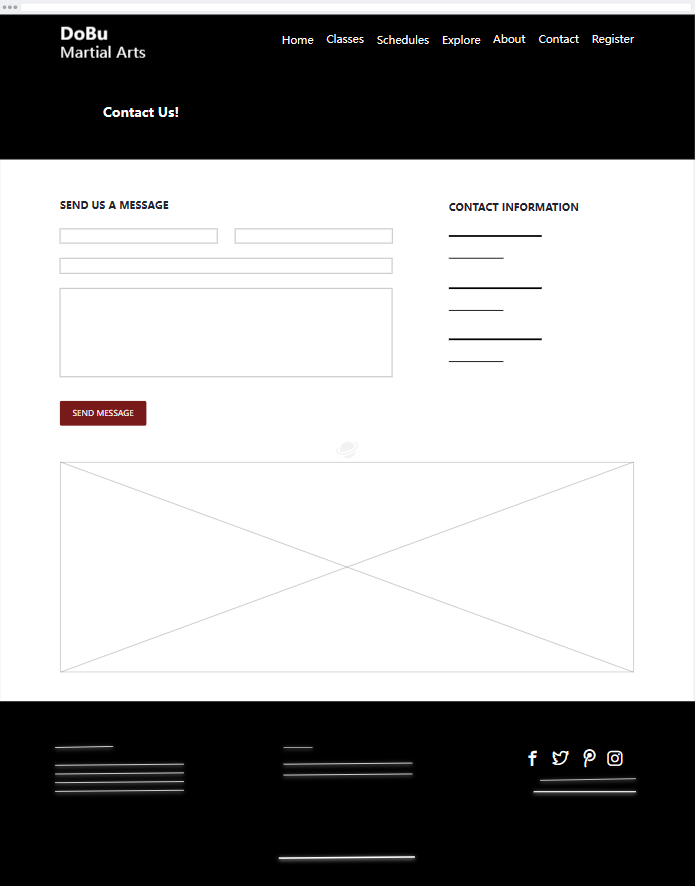 DoBu
Martial Arts
Home Classes Schedules Explore About Contact Register
Contact Us!
SEND US A MESSAGE
CONTACT INFORMATION
SEND MESSAGE